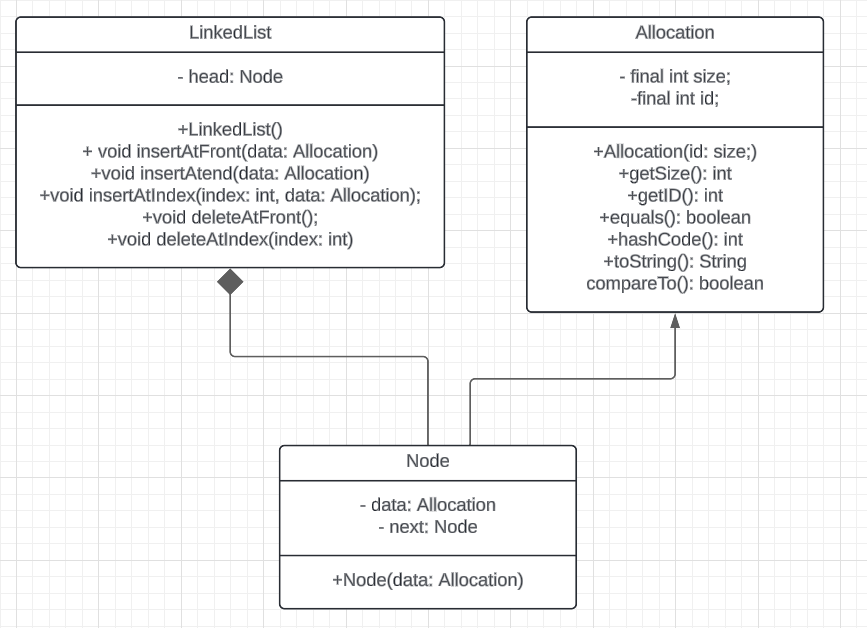 LinkedList
- head: Node
+LinkedList()
+ void insertAtFront(data: Allocation)
+void insertAtend(data: Allocation)
+void insertAtIndex(index: int, data: Allocation);
+void deleteAtFront();
+void deleteAtIndex(index: int)
Allocation
- final int size;
-final int id;
+Allocation(id: size;)
+getSize(): int
+getID(): int
+equals(): boolean
+hashCode(): int
+toString(): String
compareTo(): boolean
Node
- data: Allocation
- next: Node
+Node(data: Allocation)